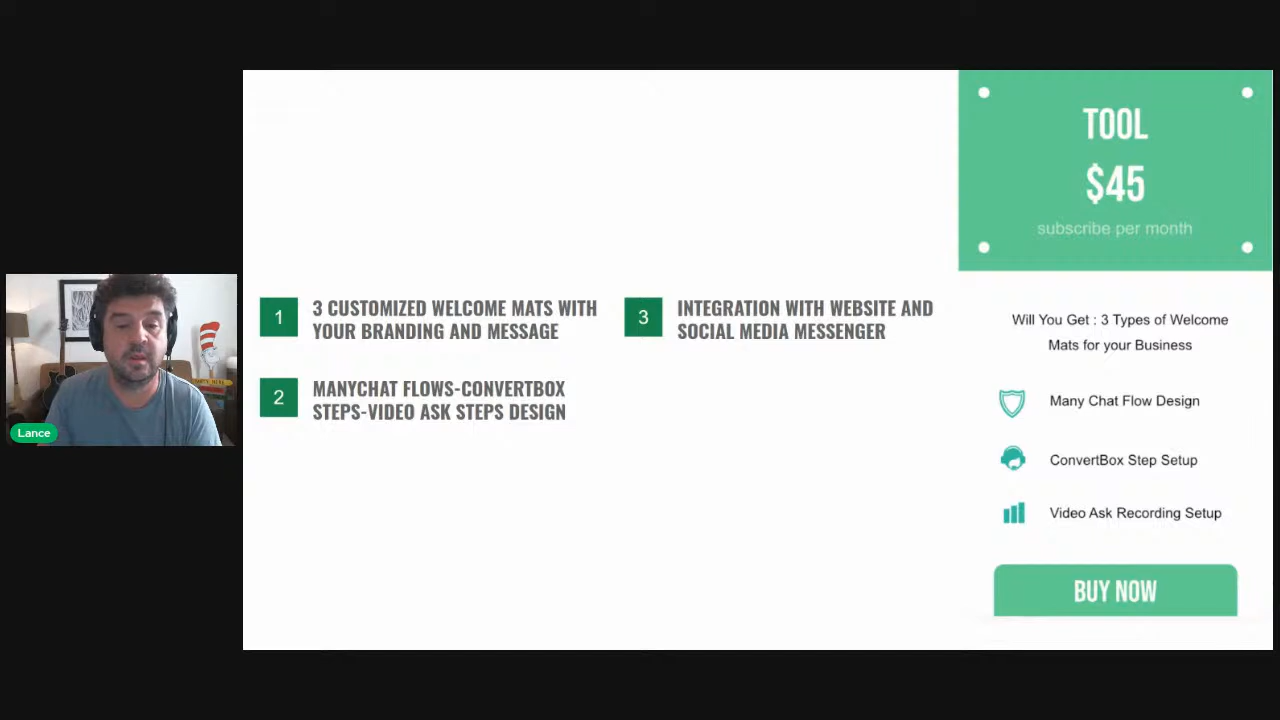 TOOL
$45
subscribe per month
1
3 CUSTOMIZED WELCOME MATS WITH
YOUR BRANDING AND MESSAGE
2
MANYCHAT FLOWS-CONVERTBOX
STEPS-VIDEO ASK STEPS DESIGN
3
INTEGRATION WITH WEBSITE AND
SOCIAL MEDIA MESSENGER
Will You Get : 3 Types of Welcome
Mats for your Business
Many Chat Flow Design
ConvertBox Step Setup
Video Ask Recording Setup
BUY NOW
Lance